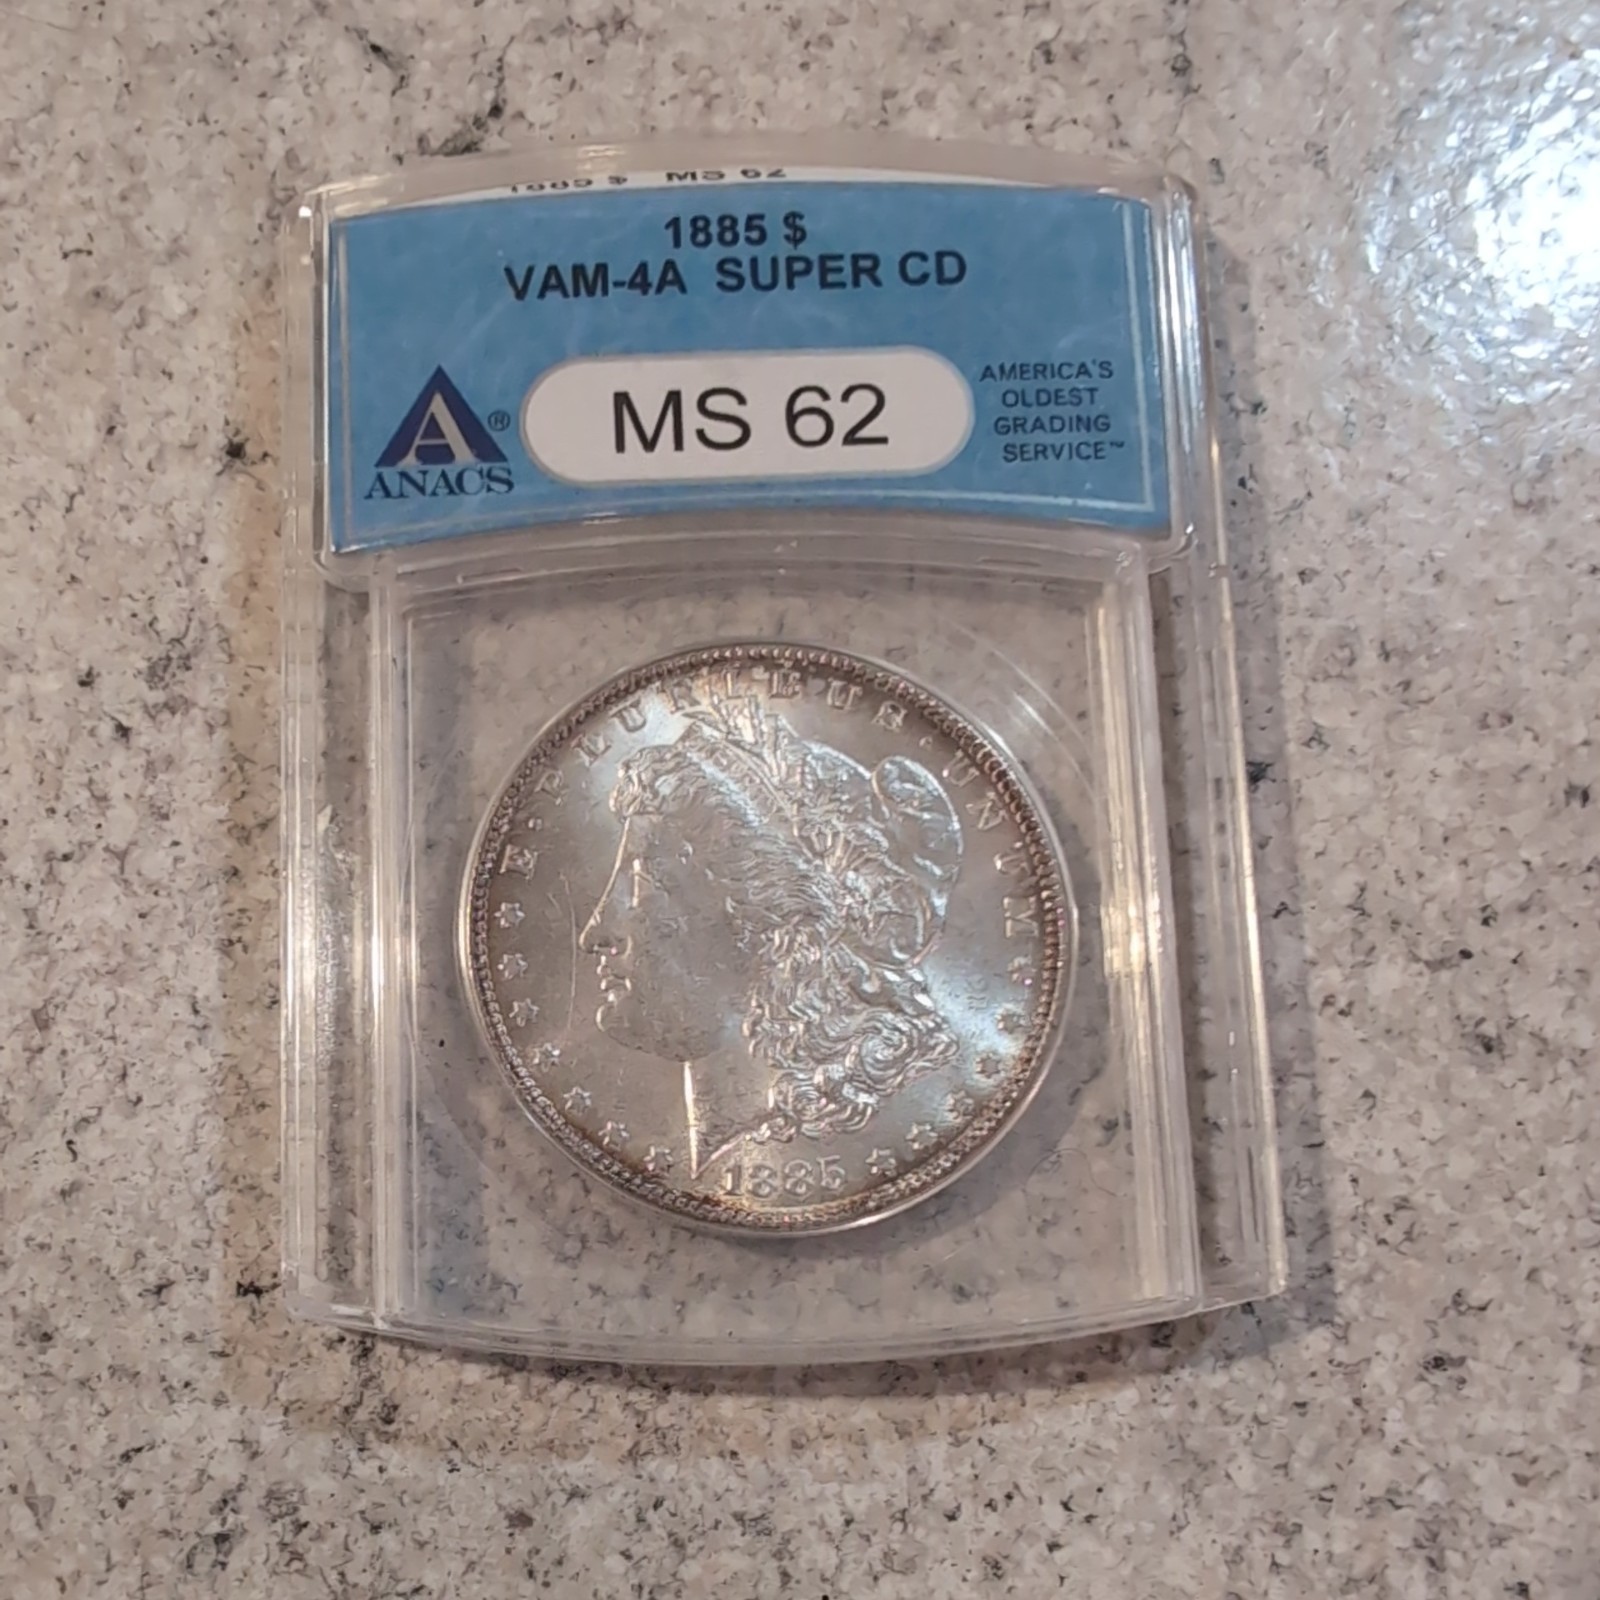 1885 $ MS 62
1885 $
VAM-4A SUPER CD
MS 62
AMERICA'S
OLDEST
GRADING
SERVICE™
A®
ANACS
E·PLURIBUS·UNUM
1885